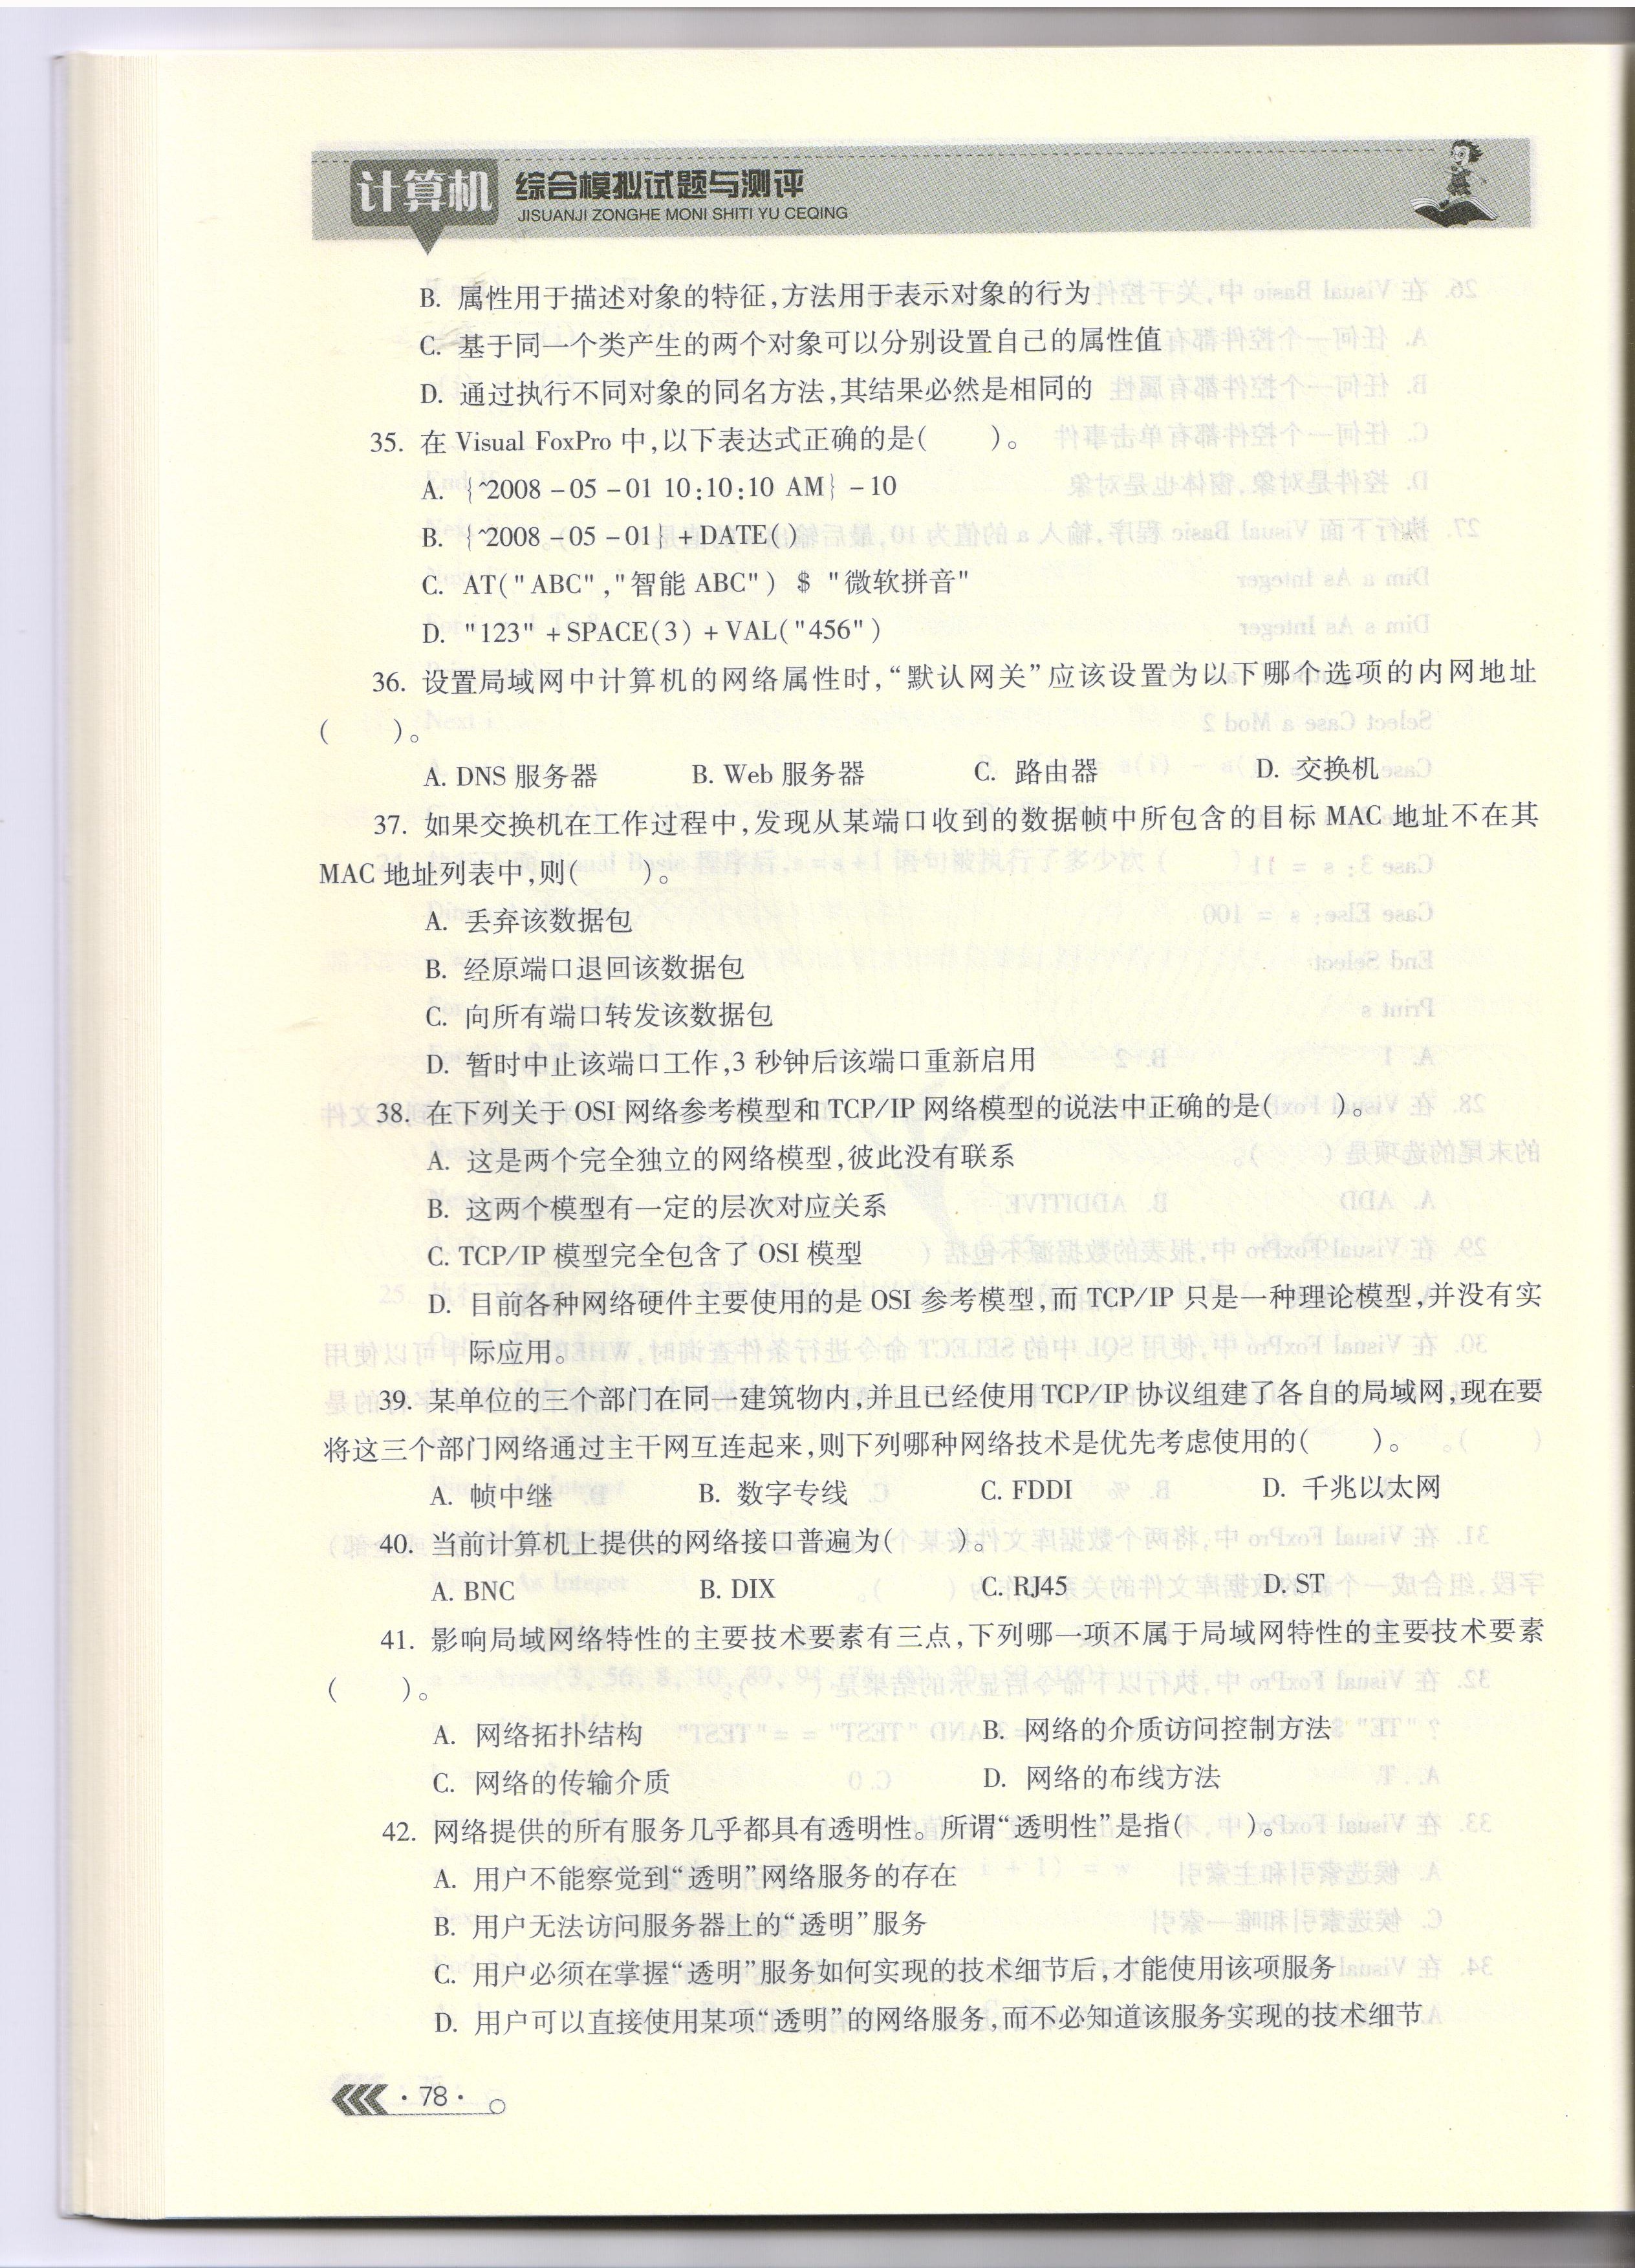 计算机 综合模拟试题与测评
JISUANJI ZONGHE MONI SHITI YU CEQING
B. 属性用于描述对象的特征,方法用于表示对象的行为
C. 基于同一个类产生的两个对象可以分别设置自己的属性值
D. 通过执行不同对象的同名方法,其结果必然是相同的
35. 在 Visual FoxPro 中,以下表达式正确的是(　　)。
A. {^2008-05-01 10:10:10 AM}-10
B. {^2008-05-01}+DATE()
C. AT("ABC","智能 ABC") $ "微软拼音"
D. "123"+SPACE(3)+VAL("456")
36. 设置局域网中计算机的网络属性时,“默认网关”应该设置为以下哪个选项的内网地址
(　　)。
A. DNS 服务器　B. Web 服务器　C. 路由器　D. 交换机
37. 如果交换机在工作过程中,发现从某端口收到的数据帧中所包含的目标 MAC 地址不在其
MAC 地址列表中,则(　　)。
A. 丢弃该数据包
B. 经原端口退回该数据包
C. 向所有端口转发该数据包
D. 暂时中止该端口工作,3 秒钟后该端口重新启用
38. 在下列关于 OSI 网络参考模型和 TCP/IP 网络模型的说法中正确的是(　　)。
A. 这是两个完全独立的网络模型,彼此没有联系
B. 这两个模型有一定的层次对应关系
C. TCP/IP 模型完全包含了 OSI 模型
D. 目前各种网络硬件主要使用的是 OSI 参考模型,而 TCP/IP 只是一种理论模型,并没有实
际应用。
39. 某单位的三个部门在同一建筑物内,并且已经使用 TCP/IP 协议组建了各自的局域网,现在要
将这三个部门网络通过主干网互连起来,则下列哪种网络技术是优先考虑使用的(　　)。
A. 帧中继　B. 数字专线　C. FDDI　D. 千兆以太网
40. 当前计算机上提供的网络接口普遍为(　　)。
A. BNC　B. DIX　C. RJ45　D. ST
41. 影响局域网络特性的主要技术要素有三点,下列哪一项不属于局域网特性的主要技术要素
(　　)。
A. 网络拓扑结构　B. 网络的介质访问控制方法
C. 网络的传输介质　D. 网络的布线方法
42. 网络提供的所有服务几乎都具有透明性。所谓“透明性”是指(　　)。
A. 用户不能察觉到“透明”网络服务的存在
B. 用户无法访问服务器上的“透明”服务
C. 用户必须在掌握“透明”服务如何实现的技术细节后,才能使用该项服务
D. 用户可以直接使用某项“透明”的网络服务,而不必知道该服务实现的技术细节
·78·